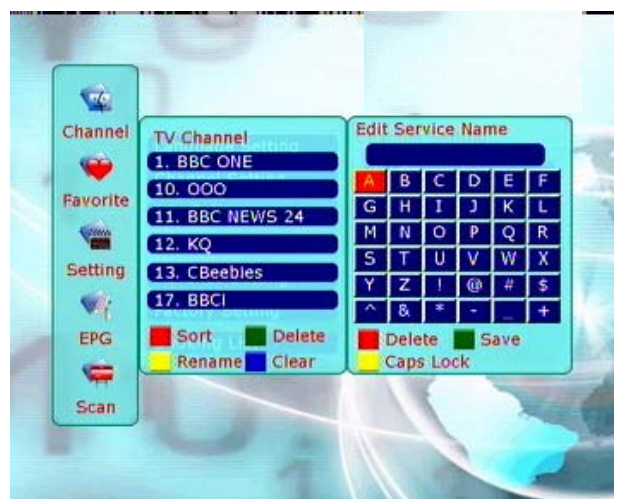 Channel
Favorite
Setting
EPG
Scan
TV Channel
1. BBC ONE
10. OOO
11. BBC NEWS 24
12. KQ
13. CBeebies
17. BBCI
Sort Delete
Rename Clear
Edit Service Name
A B C D E F
G H I J K L
M N O P Q R
S T U V W X
Y Z ! @ # $
^ & * - _ +
Delete Save
Caps Lock